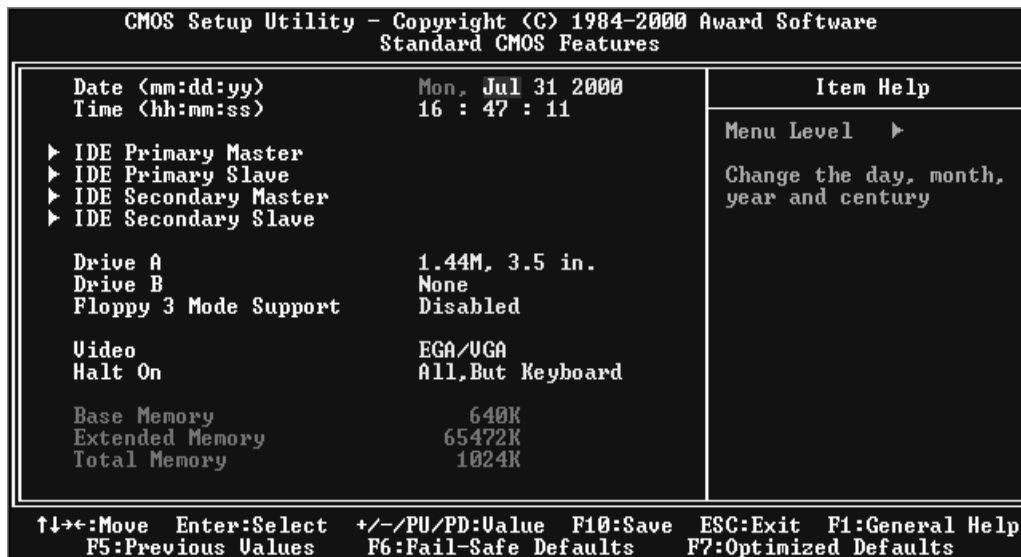 CMOS Setup Utility – Copyright (C) 1984–2000 Award Software
Standard CMOS Features
Date (mm:dd:yy) Mon, Jul 31 2000
Time (hh:mm:ss) 16 : 47 : 11
▶ IDE Primary Master
▶ IDE Primary Slave
▶ IDE Secondary Master
▶ IDE Secondary Slave
Drive A 1.44M, 3.5 in.
Drive B None
Floppy 3 Mode Support Disabled
Video EGA/VGA
Halt On All,But Keyboard
Base Memory 640K
Extended Memory 65472K
Total Memory 1024K
Item Help
Menu Level ▶
Change the day, month,
year and century
↑↓→←:Move Enter:Select +/-/PU/PD:Value F10:Save ESC:Exit F1:General Help
F5:Previous Values F6:Fail-Safe Defaults F7:Optimized Defaults